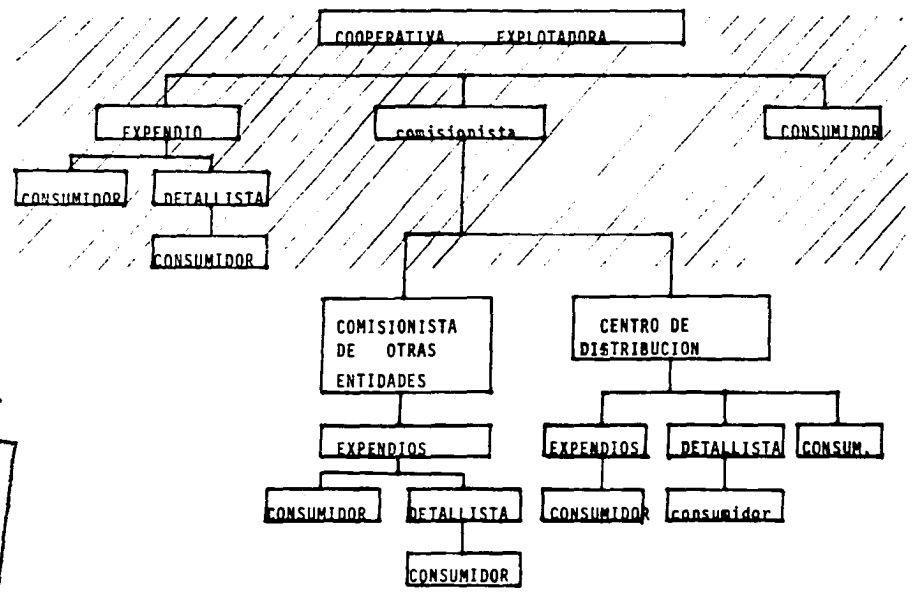 COOPERATIVA EXPLOTADORA
EXPENDIO
comisionista
CONSUMIDOR
CONSUMIDOR
DETALLISTA
CONSUMIDOR
COMISIONISTA
DE OTRAS
ENTIDADES
CENTRO DE
DISTRIBUCION
EXPENDIOS
EXPENDIOS
DETALLISTA
CONSUM.
CONSUMIDOR
DETALLISTA
CONSUMIDOR
consumidor
CONSUMIDOR